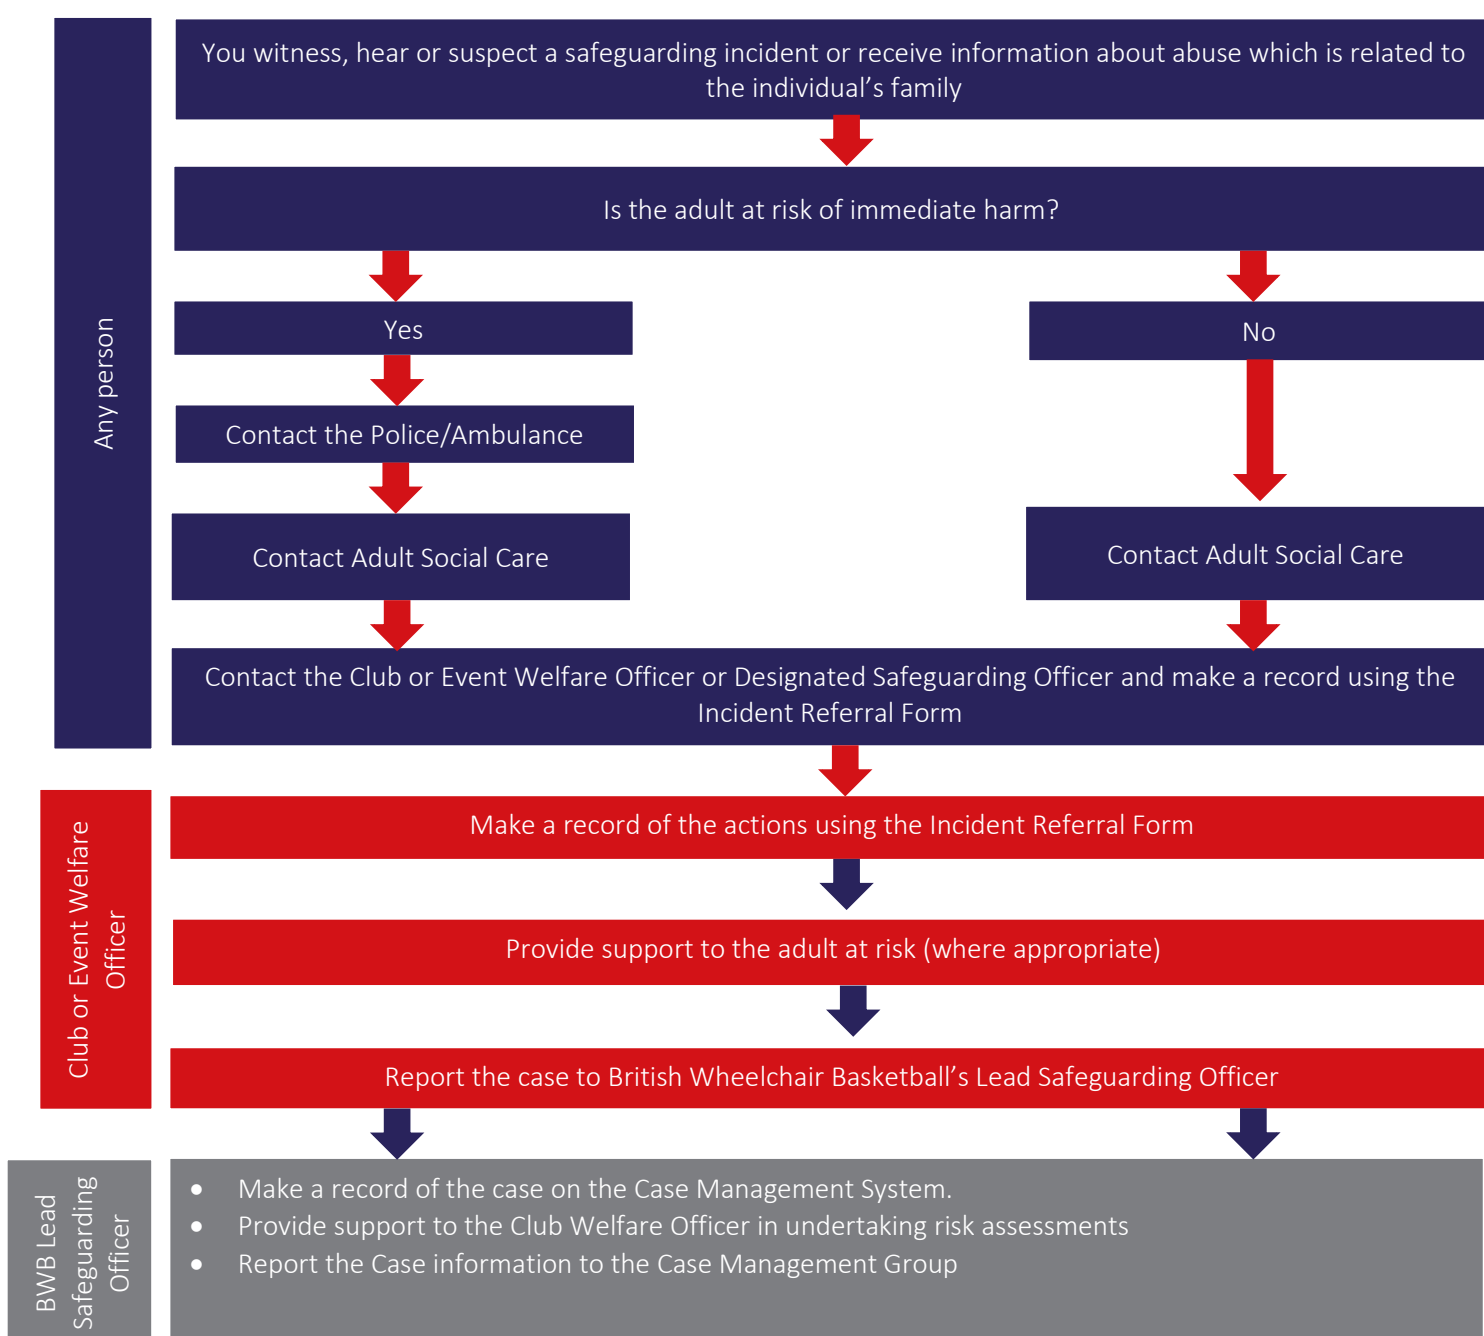 You witness, hear or suspect a safeguarding incident or receive information about abuse which is related to
the individual’s family
Is the adult at risk of immediate harm?
Yes
No
Contact the Police/Ambulance
Contact Adult Social Care
Contact Adult Social Care
Contact the Club or Event Welfare Officer or Designated Safeguarding Officer and make a record using the
Incident Referral Form
Any person
Make a record of the actions using the Incident Referral Form
Provide support to the adult at risk (where appropriate)
Report the case to British Wheelchair Basketball’s Lead Safeguarding Officer
Club or Event Welfare
Officer
• Make a record of the case on the Case Management System.
• Provide support to the Club Welfare Officer in undertaking risk assessments
• Report the Case information to the Case Management Group
BWB Lead
Safeguarding
Officer